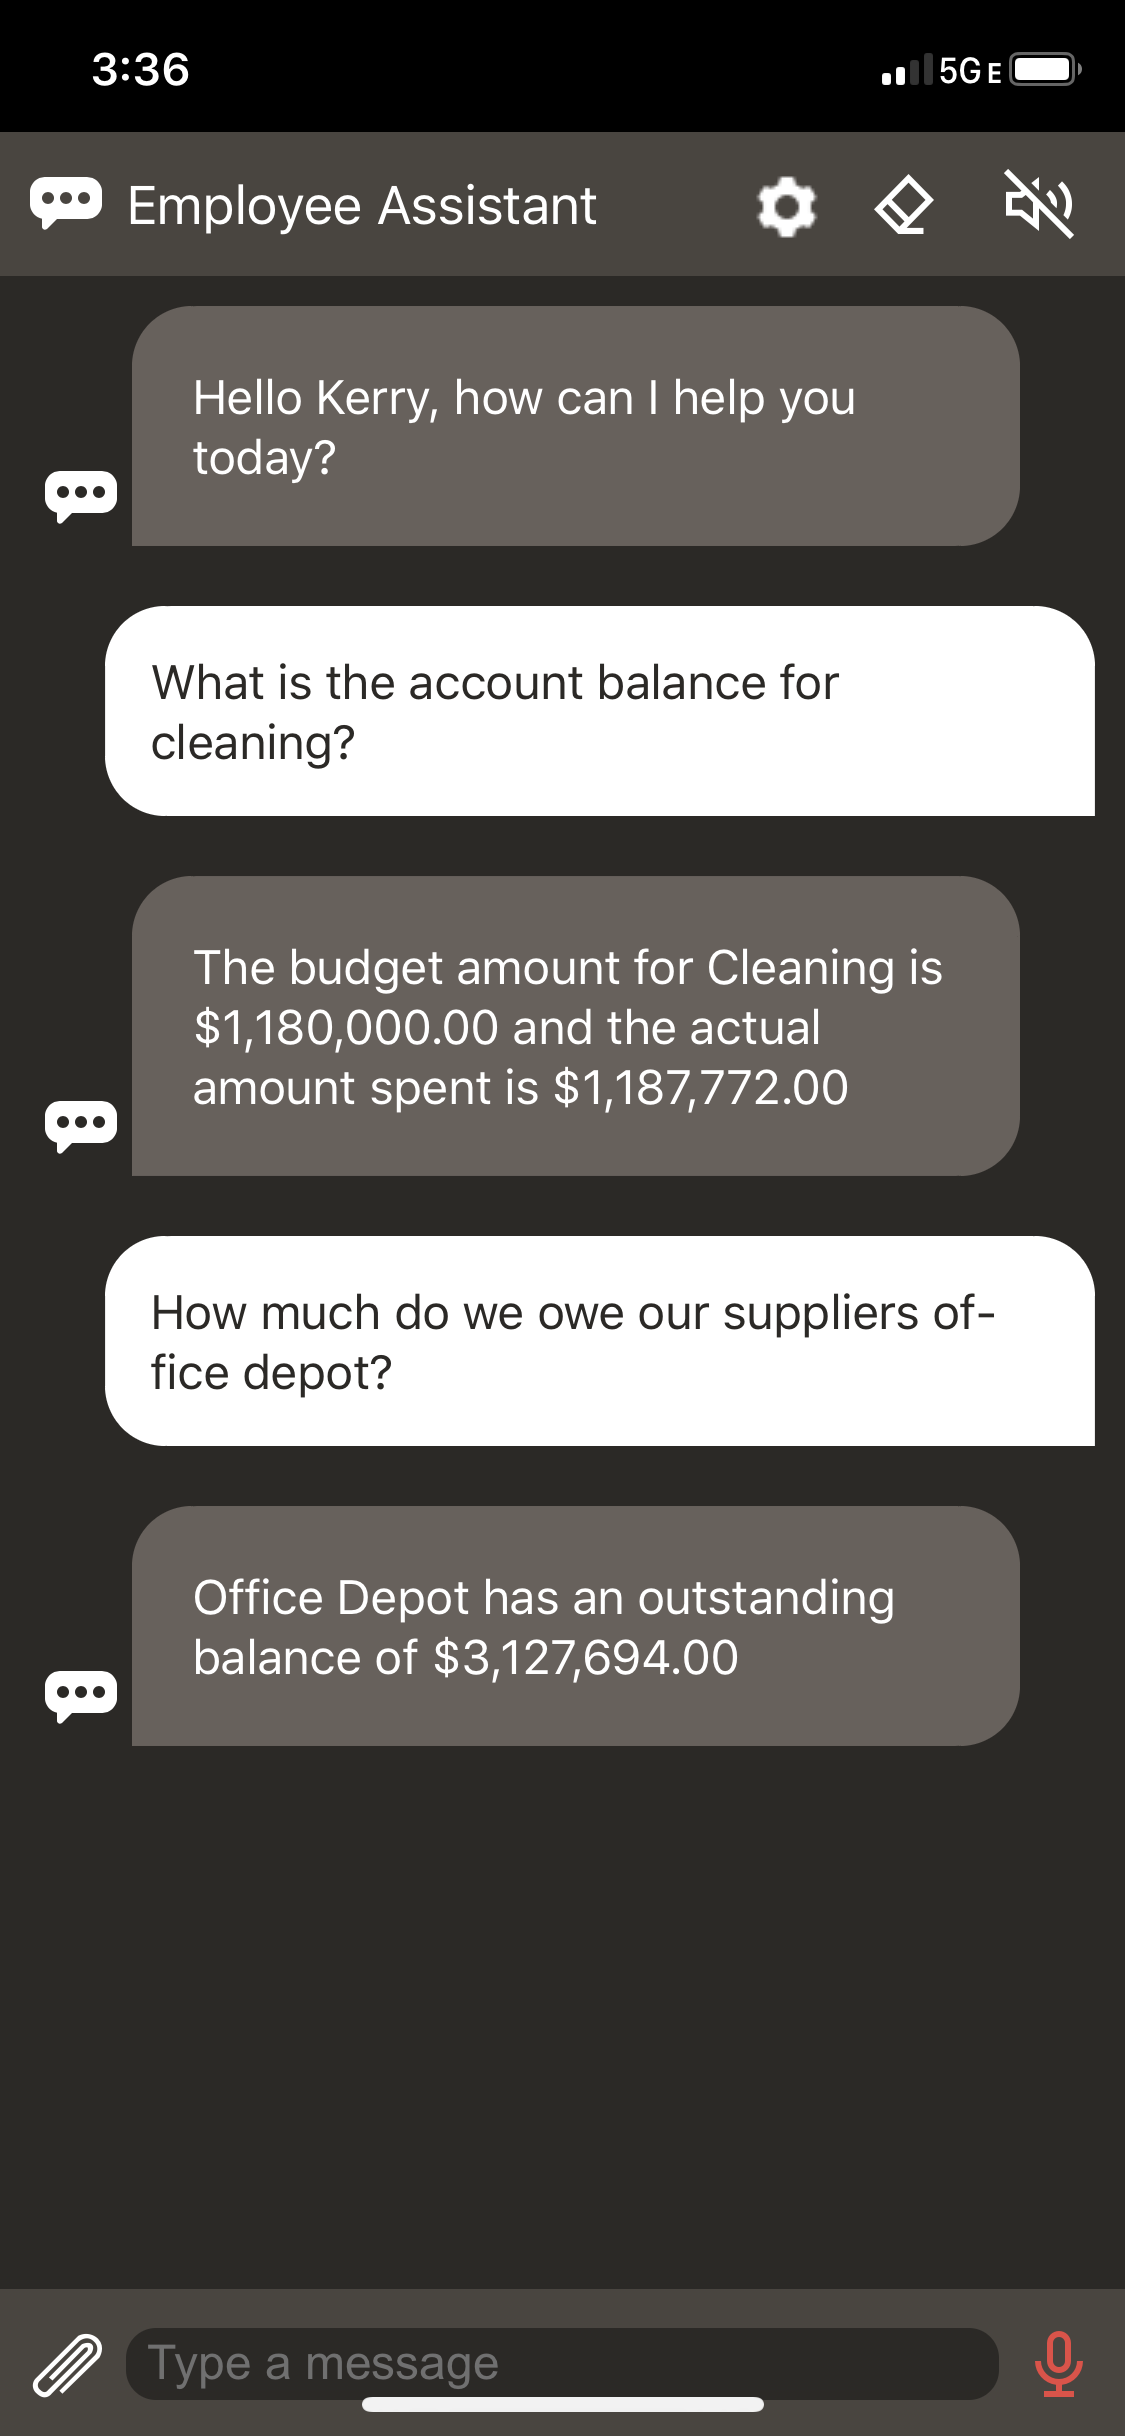 3:36
5G E
Employee Assistant
Hello Kerry, how can I help you
today?
What is the account balance for
cleaning?
The budget amount for Cleaning is
$1,180,000.00 and the actual
amount spent is $1,187,772.00
How much do we owe our suppliers of-
fice depot?
Office Depot has an outstanding
balance of $3,127,694.00
Type a message